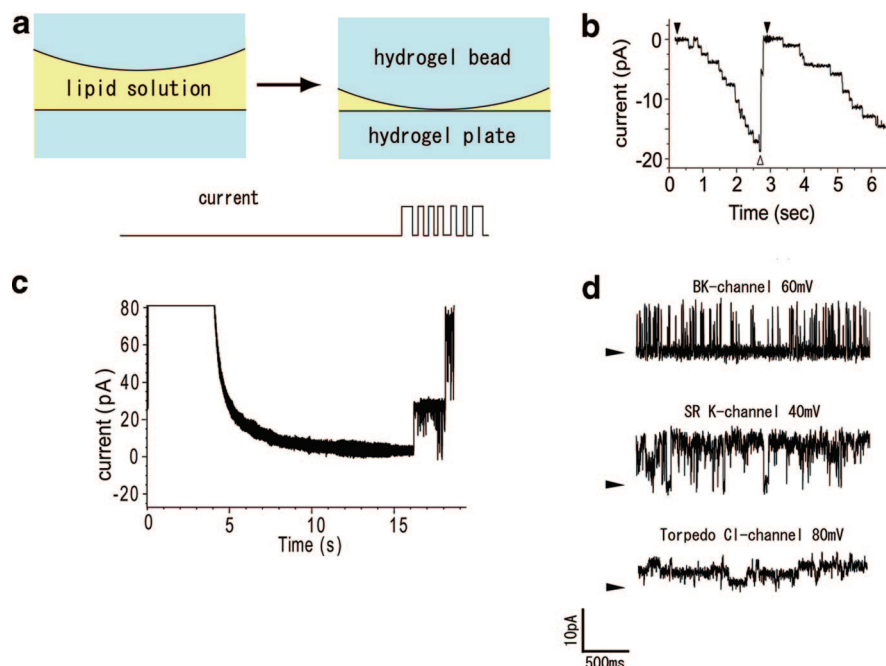 a
lipid solution
hydrogel bead
hydrogel plate
current
b
current (pA)
0
-10
-20
0 1 2 3 4 5 6
Time (sec)
c
current (pA)
80
60
40
20
0
-20
0 5 10 15
Time (s)
d
BK-channel 60mV
SR K-channel 40mV
Torpedo Cl-channel 80mV
10pA
500ms